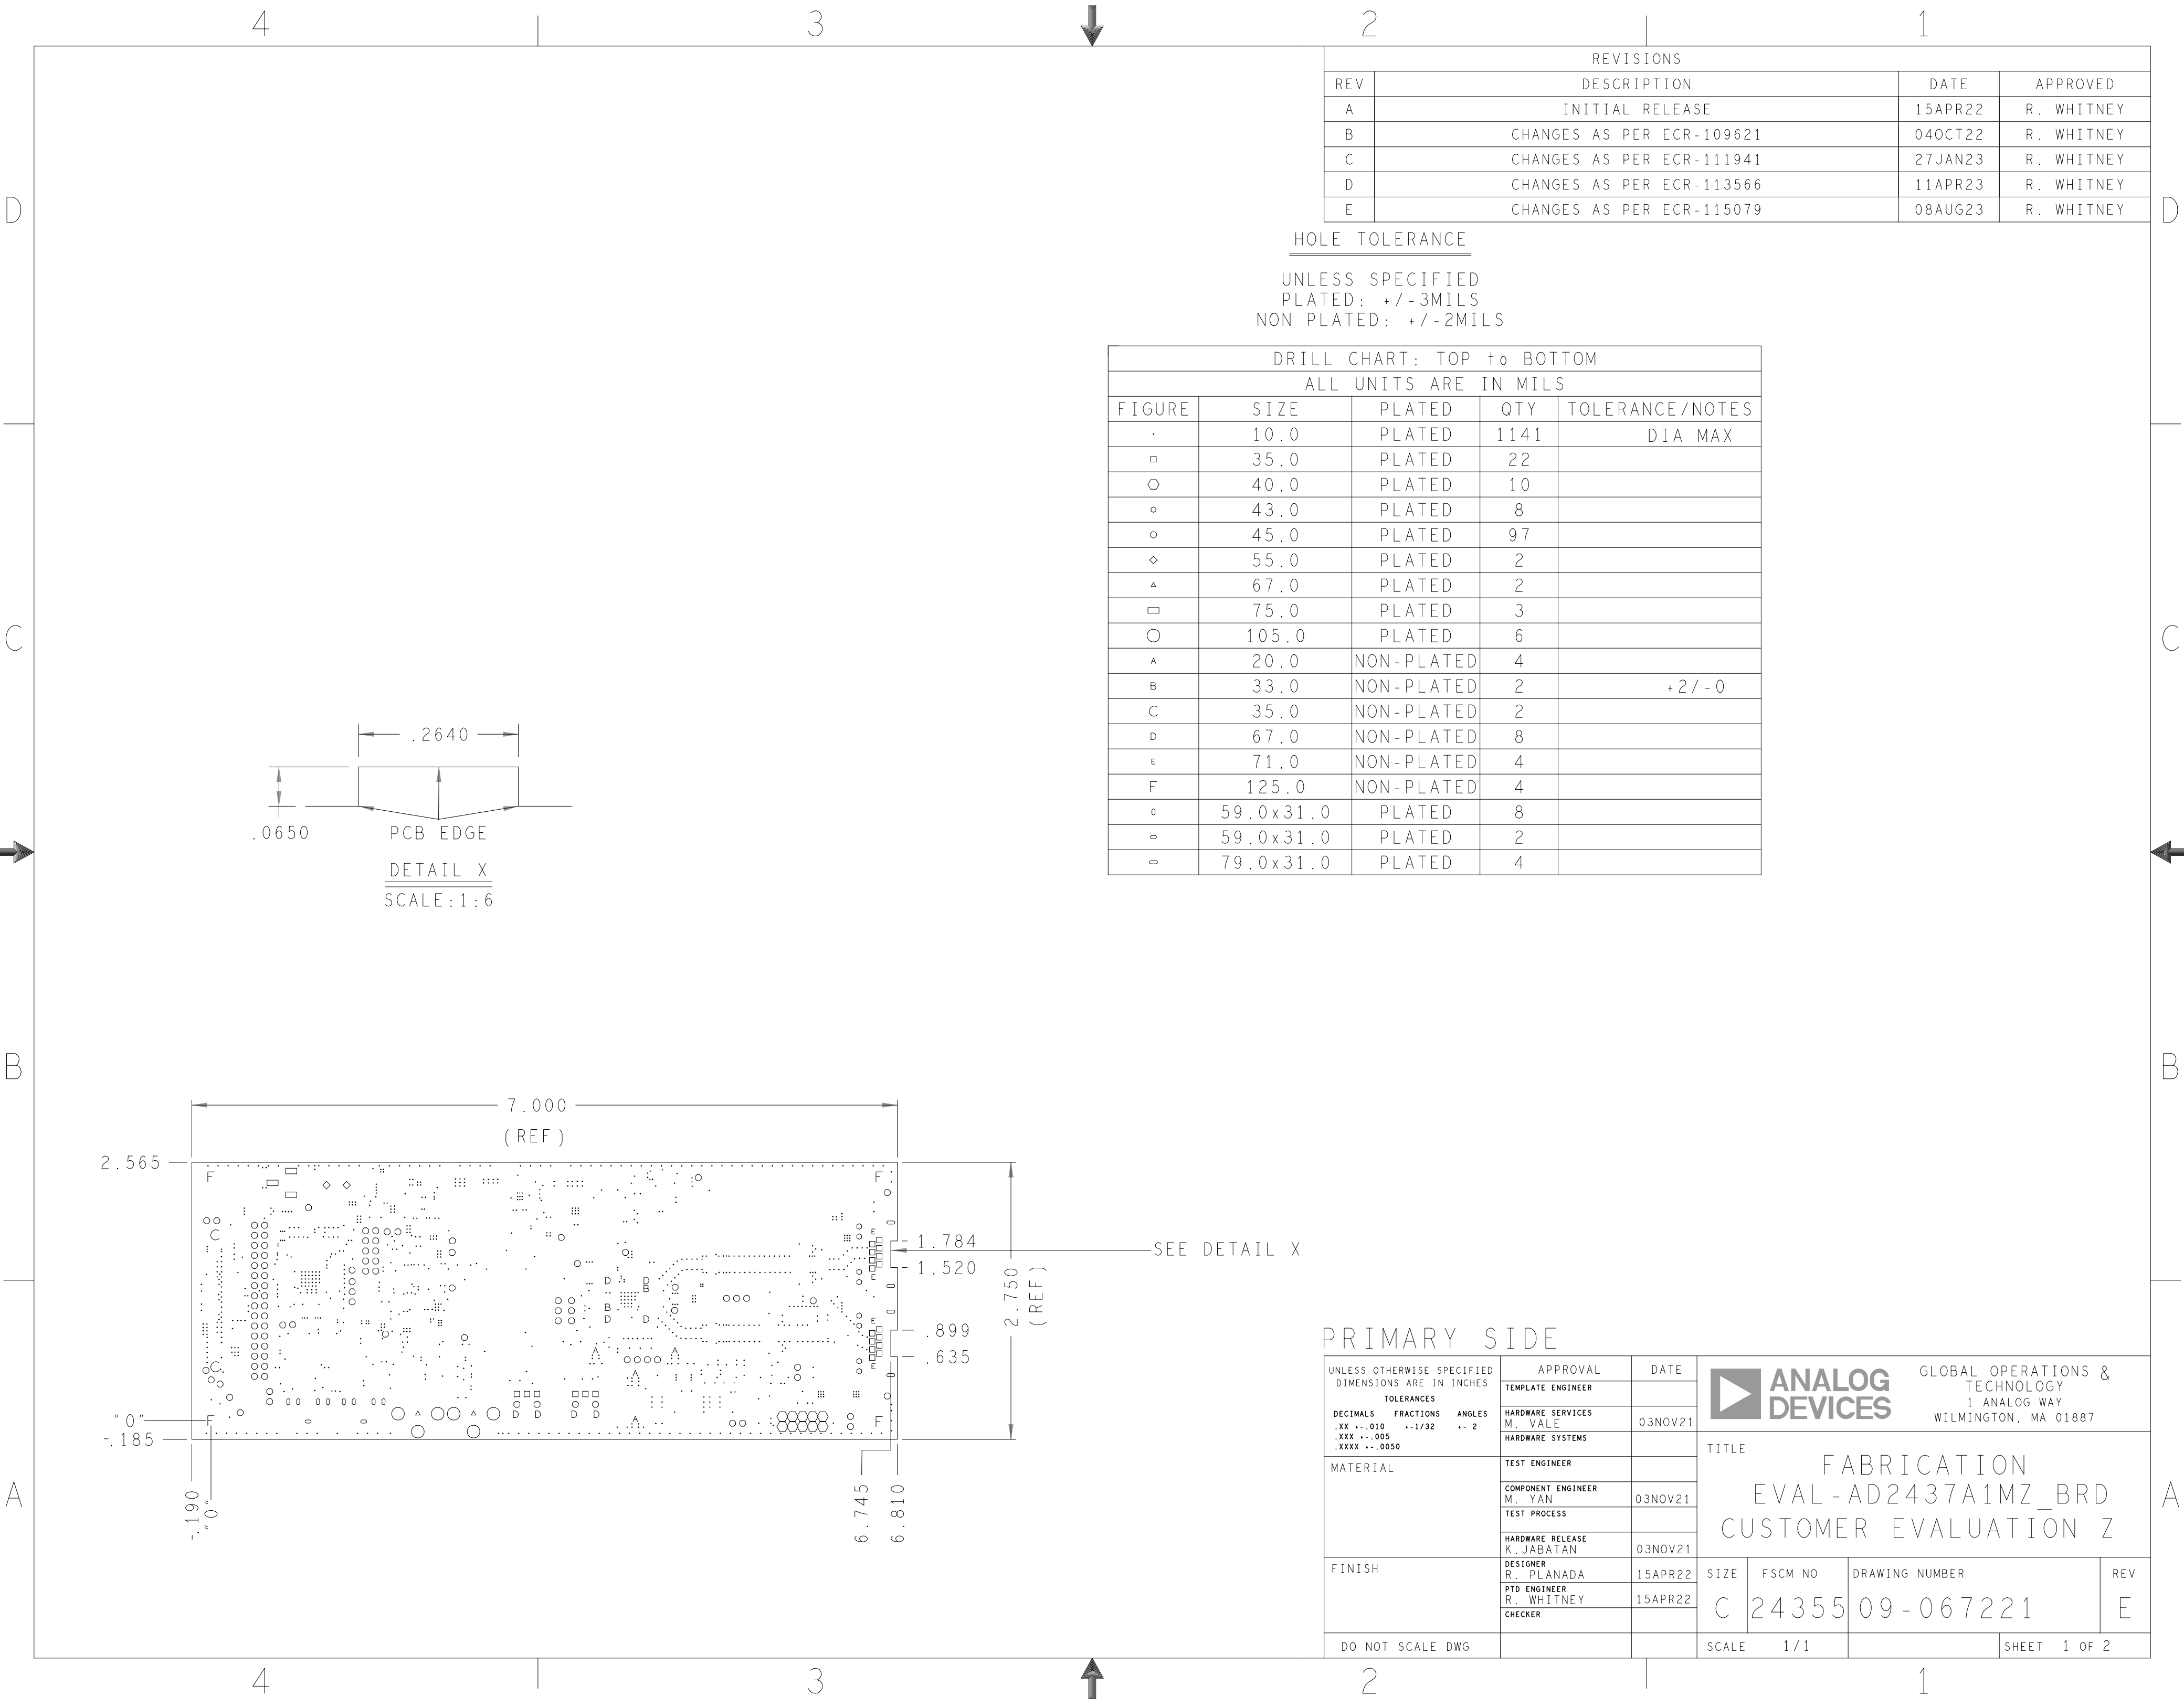 4 3 2 1
REVISIONS
REV DESCRIPTION DATE APPROVED
A INITIAL RELEASE 15APR22 R. WHITNEY
B CHANGES AS PER ECR-109621 04OCT22 R. WHITNEY
C CHANGES AS PER ECR-111941 27JAN23 R. WHITNEY
D CHANGES AS PER ECR-113566 11APR23 R. WHITNEY
E CHANGES AS PER ECR-115079 08AUG23 R. WHITNEY
D D
HOLE TOLERANCE
UNLESS SPECIFIED
PLATED: +/-3MILS
NON PLATED: +/-2MILS
DRILL CHART: TOP to BOTTOM
ALL UNITS ARE IN MILS
FIGURE SIZE PLATED QTY TOLERANCE/NOTES
10.0 PLATED 1141 DIA MAX
35.0 PLATED 22
40.0 PLATED 10
43.0 PLATED 8
45.0 PLATED 97
55.0 PLATED 2
67.0 PLATED 2
75.0 PLATED 3
105.0 PLATED 6
A 20.0 NON-PLATED 4
B 33.0 NON-PLATED 2 +2/-0
C 35.0 NON-PLATED 2
D 67.0 NON-PLATED 8
E 71.0 NON-PLATED 4
F 125.0 NON-PLATED 4
59.0x31.0 PLATED 8
59.0x31.0 PLATED 2
79.0x31.0 PLATED 4
C C
.2640
.0650
PCB EDGE
DETAIL X
SCALE:1:6
B B
7.000
(REF)
2.565
F F
C
E
1.784
SEE DETAIL X
1.520
E
2.750
(REF)
D D
B
B
D D
E
.899
.635
E
A A
A
C
D D D D
A
"0"
F F
-.185
-.190
"0"
6.745
6.810
PRIMARY SIDE
UNLESS OTHERWISE SPECIFIED
DIMENSIONS ARE IN INCHES
TOLERANCES
DECIMALS FRACTIONS ANGLES
.XX +-.010 +-1/32 +- 2
.XXX +-.005
.XXXX +-.0050
MATERIAL
FINISH
DO NOT SCALE DWG
APPROVAL DATE
TEMPLATE ENGINEER
HARDWARE SERVICES
M. VALE 03NOV21
HARDWARE SYSTEMS
TEST ENGINEER
COMPONENT ENGINEER
M. YAN 03NOV21
TEST PROCESS
HARDWARE RELEASE
K.JABATAN 03NOV21
DESIGNER
R. PLANADA 15APR22
PTD ENGINEER
R. WHITNEY 15APR22
CHECKER
ANALOG
DEVICES
GLOBAL OPERATIONS &
TECHNOLOGY
1 ANALOG WAY
WILMINGTON, MA 01887
TITLE
FABRICATION
EVAL-AD2437A1MZ_BRD
CUSTOMER EVALUATION Z
SIZE FSCM NO DRAWING NUMBER REV
C 24355 09-067221 E
SCALE 1/1 SHEET 1 OF 2
A A
4 3 2 1